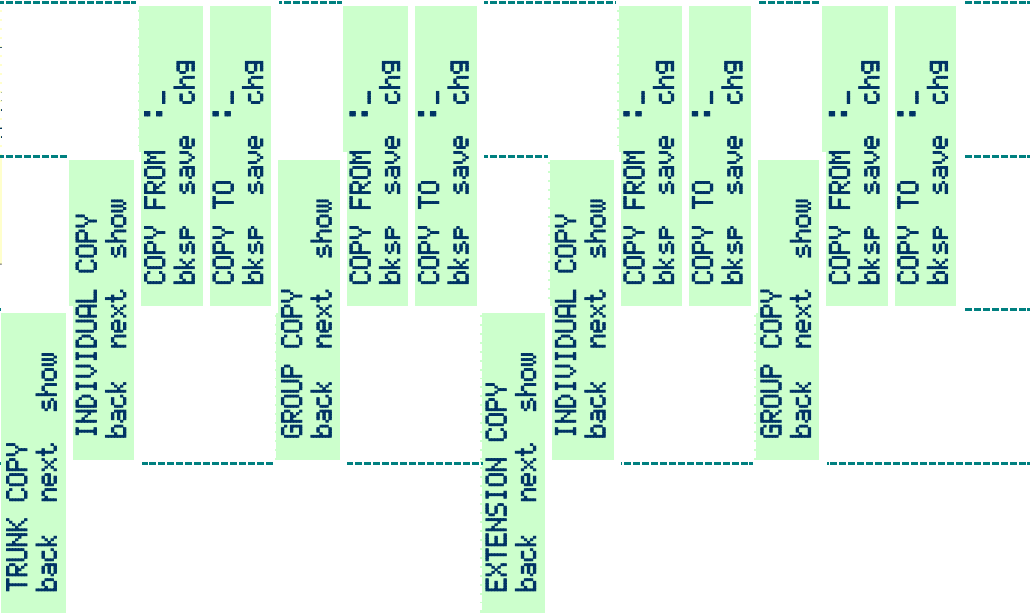 TRUNK COPY
back next show
INDIVIDUAL COPY
back next show
COPY FROM :_
bksp save chg
COPY TO :_
bksp save chg
GROUP COPY
back next show
COPY FROM :_
bksp save chg
COPY TO :_
bksp save chg
EXTENSION COPY
back next show
INDIVIDUAL COPY
back next show
COPY FROM :_
bksp save chg
COPY TO :_
bksp save chg
GROUP COPY
back next show
COPY FROM :_
bksp save chg
COPY TO :_
bksp save chg